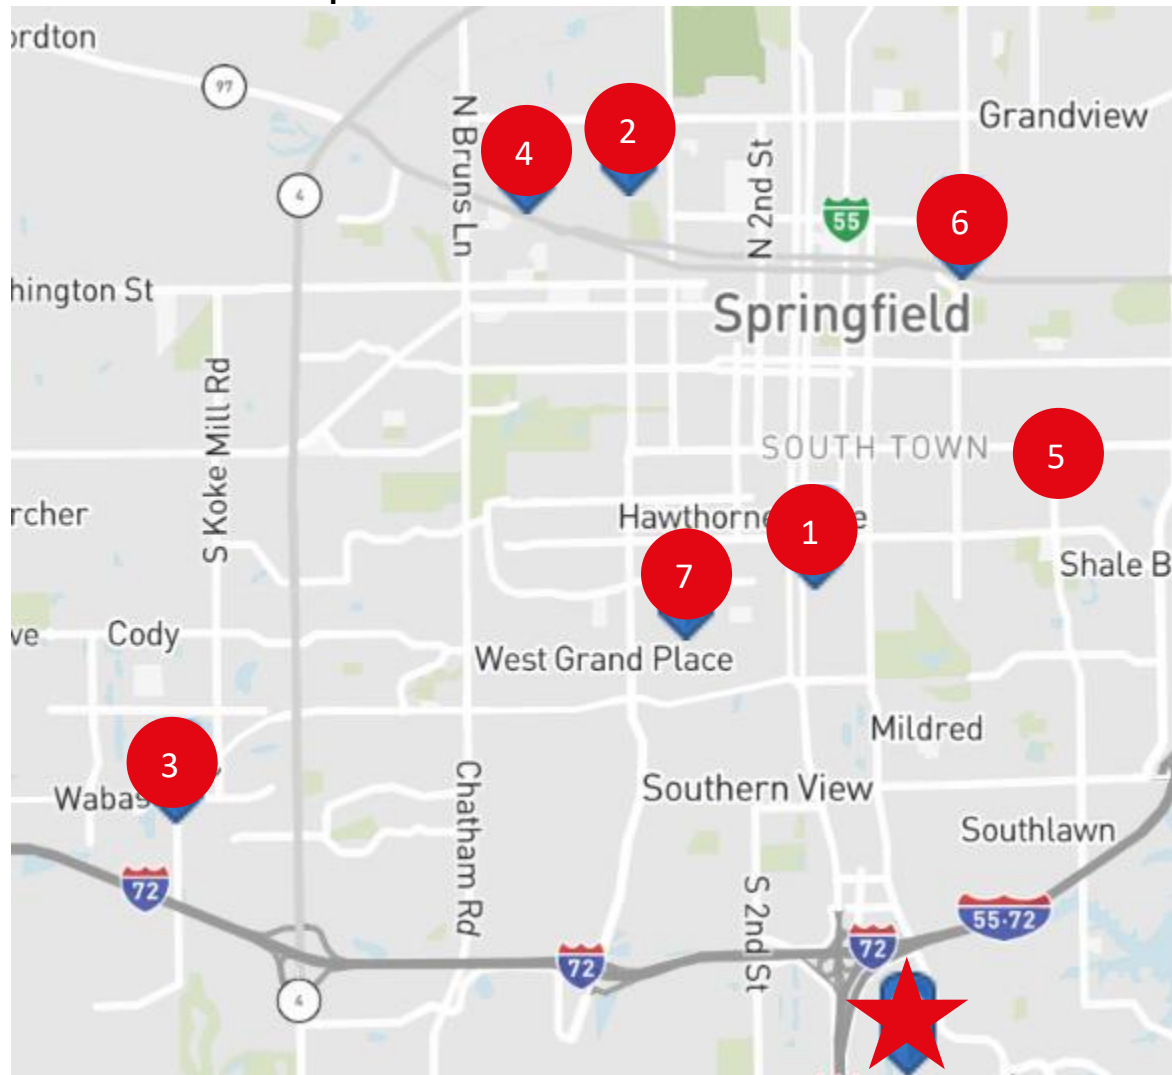 ordton
97
N Bruns Ln
4
2
Grandview
4
N 2nd St
55
6
hington St
Springfield
S Koke Mill Rd
SOUTH TOWN
5
rcher
Hawthorne
e
1
7
Shale B
ve
Cody
West Grand Place
Mildred
3
Wabas
Chatham Rd
Southern View
Southlawn
72
S 2nd St
55-72
72
72
4